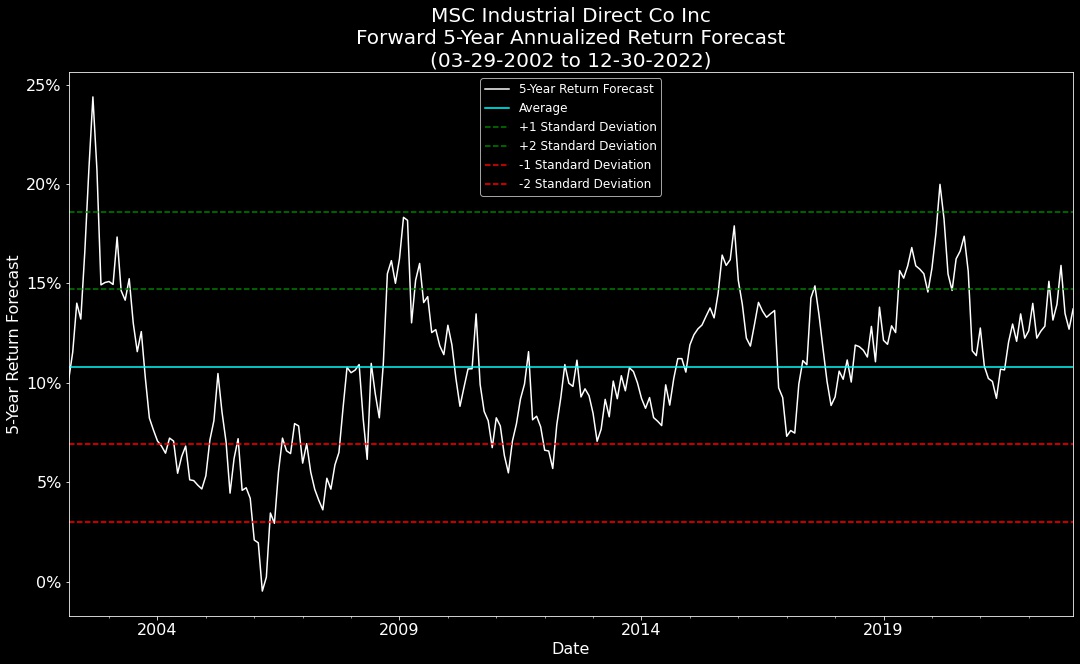 MSC Industrial Direct Co Inc
Forward 5-Year Annualized Return Forecast
(03-29-2002 to 12-30-2022)
5-Year Return Forecast
Average
+1 Standard Deviation
+2 Standard Deviation
-1 Standard Deviation
-2 Standard Deviation
25%
20%
15%
10%
5%
0%
5-Year Return Forecast
2004
2009
2014
2019
Date